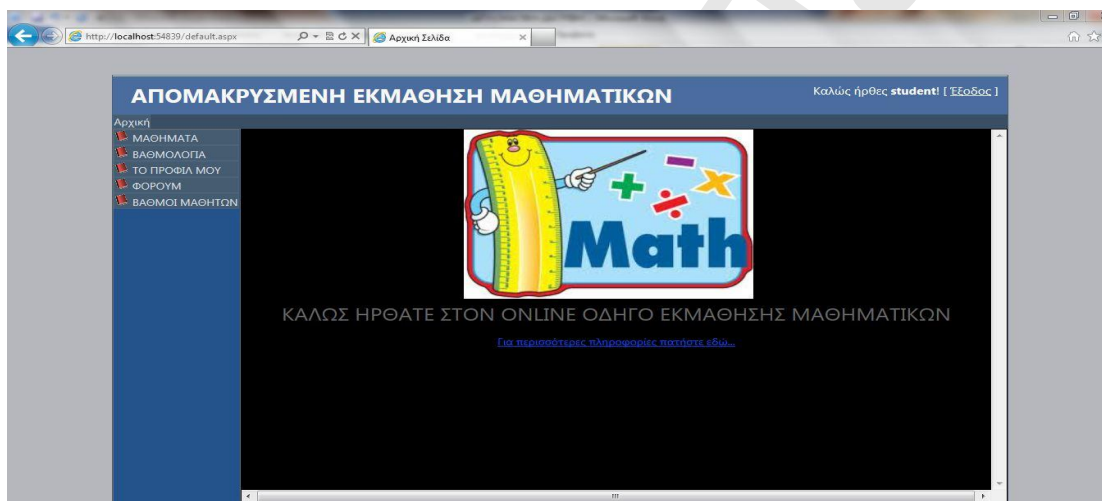 http://localhost:54839/default.aspx
Αρχική Σελίδα
ΑΠΟΜΑΚΡΥΣΜΕΝΗ ΕΚΜΑΘΗΣΗ ΜΑΘΗΜΑΤΙΚΩΝ
Καλώς ήρθες student! [ Έξοδος ]
Αρχική
ΜΑΘΗΜΑΤΑ
ΒΑΘΜΟΛΟΓΙΑ
ΤΟ ΠΡΟΦΙΛ ΜΟΥ
ΦΟΡΟΥΜ
ΒΑΘΜΟΙ ΜΑΘΗΤΩΝ
Math
ΚΑΛΩΣ ΗΡΘΑΤΕ ΣΤΟΝ ONLINE ΟΔΗΓΟ ΕΚΜΑΘΗΣΗΣ ΜΑΘΗΜΑΤΙΚΩΝ
Για περισσότερες πληροφορίες πατήστε εδώ...